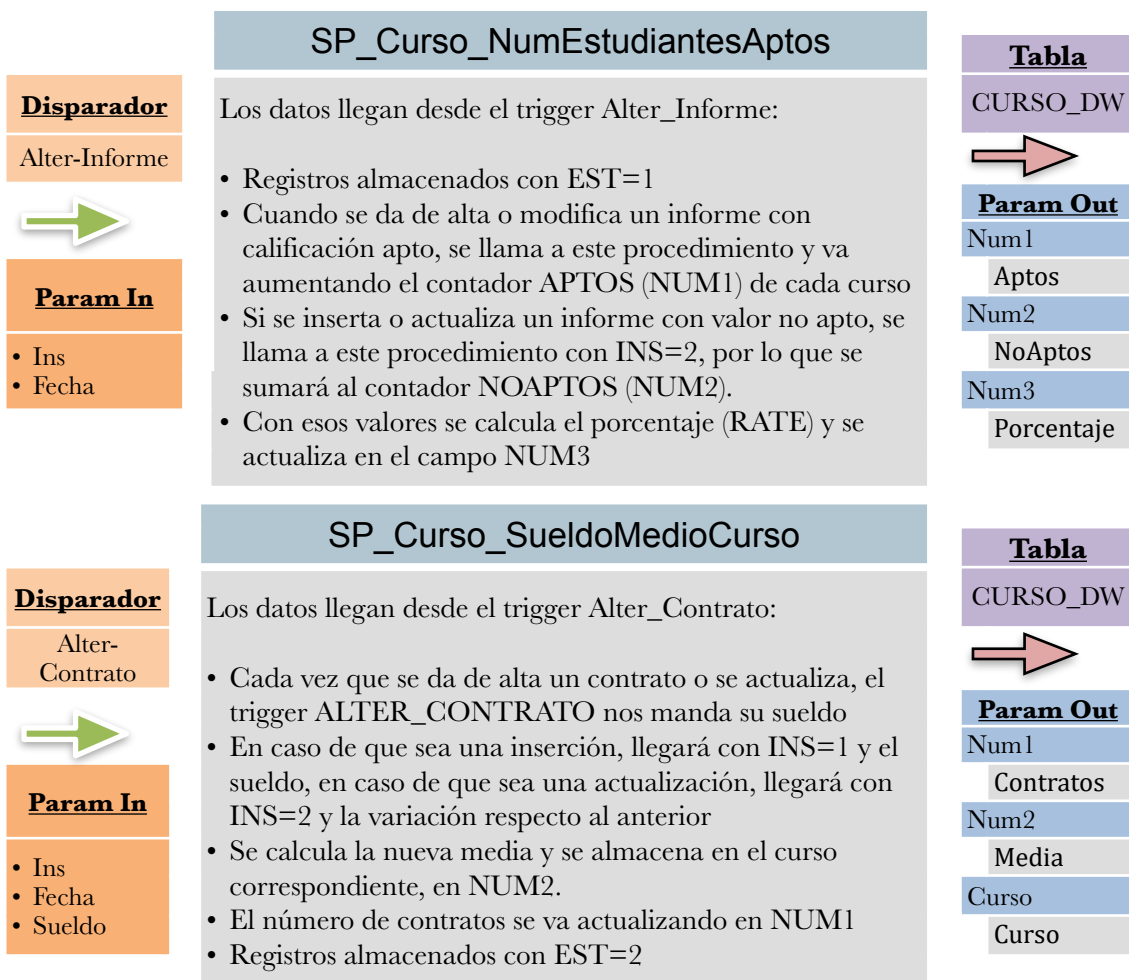 SP_Curso_NumEstudiantesAptos
Disparador
Alter-Informe
Param In
• Ins
• Fecha
Los datos llegan desde el trigger Alter_Informe:
• Registros almacenados con EST=1
• Cuando se da de alta o modifica un informe con
calificación apto, se llama a este procedimiento y va
aumentando el contador APTOS (NUM1) de cada curso
• Si se inserta o actualiza un informe con valor no apto, se
llama a este procedimiento con INS=2, por lo que se
sumará al contador NOAPTOS (NUM2).
• Con esos valores se calcula el porcentaje (RATE) y se
actualiza en el campo NUM3
Tabla
CURSO_DW
Param Out
Num1
Aptos
Num2
NoAptos
Num3
Porcentaje
SP_Curso_SueldoMedioCurso
Disparador
Alter-
Contrato
Param In
• Ins
• Fecha
• Sueldo
Los datos llegan desde el trigger Alter_Contrato:
• Cada vez que se da de alta un contrato o se actualiza, el
trigger ALTER_CONTRATO nos manda su sueldo
• En caso de que sea una inserción, llegará con INS=1 y el
sueldo, en caso de que sea una actualización, llegará con
INS=2 y la variación respecto al anterior
• Se calcula la nueva media y se almacena en el curso
correspondiente, en NUM2.
• El número de contratos se va actualizando en NUM1
• Registros almacenados con EST=2
Tabla
CURSO_DW
Param Out
Num1
Contratos
Num2
Media
Curso
Curso